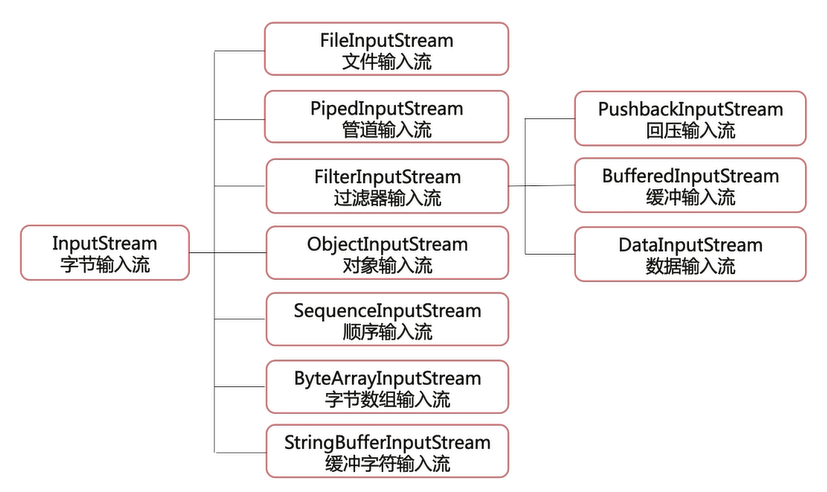 FileInputStream
文件输入流
PipedInputStream
管道输入流
PushbackInputStream
回压输入流
FilterInputStream
过滤器输入流
BufferedInputStream
缓冲输入流
InputStream
字节输入流
ObjectInputStream
对象输入流
DataInputStream
数据输入流
SequenceInputStream
顺序输入流
ByteArrayInputStream
字节数组输入流
StringBufferInputStream
缓冲字符输入流